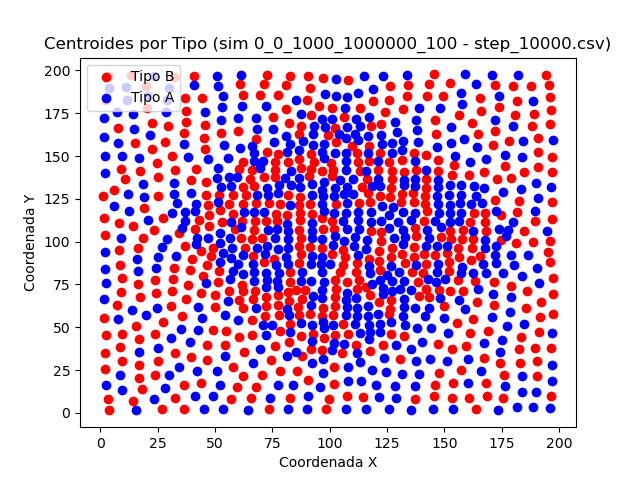 Centroides por Tipo (sim 0_0_1000_1000000_100 - step_10000.csv)
Tipo B
Tipo A
Coordenada Y
200
175
150
125
100
75
50
25
0
0 25 50 75 100 125 150 175 200
Coordenada X